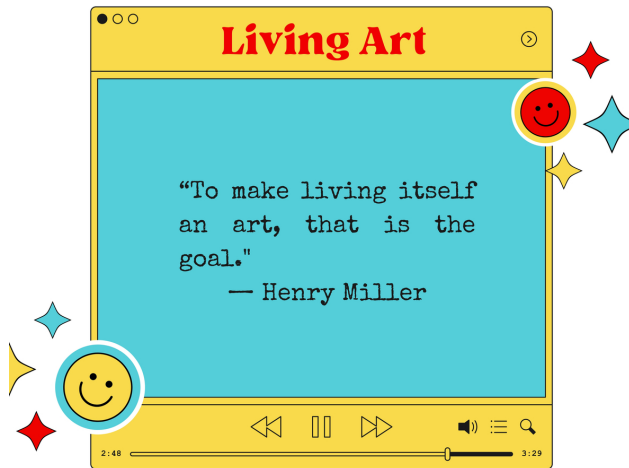 Living Art
“To make living itself
an art, that is the
goal."
— Henry Miller
2:48
3:29